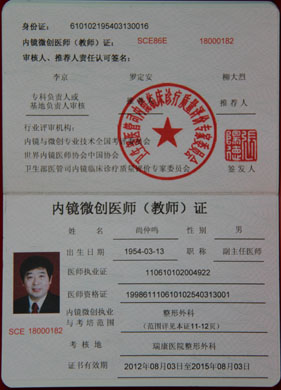 身份证: 610102195403130016
内镜微创医师(教师)证: SCE86E 18000182
审核人、推荐人责任认可签名:
李京 罗定安 柳大烈
专科负责人或
基地负责人审核 推荐人
行业评审机构:
内镜与微创专业技术全国考
世界内镜医师协会中国协会
卫生部医管司内镜临床诊疗质量评价专家委员会 签发人
内镜微创医师(教师)证
姓名 尚仲鸣 性别 男
出生日期 1954-03-13 职称 副主任医师
医师执业证 110610102004922
医师资格证 199861110610102540313001
内镜微创执业 整形外科
与考培范围 (范围详见本证11-12页)
SCE 18000182
考核地 瑞康医院整形外科
证书有效期 2012年08月03日至2015年08月03日